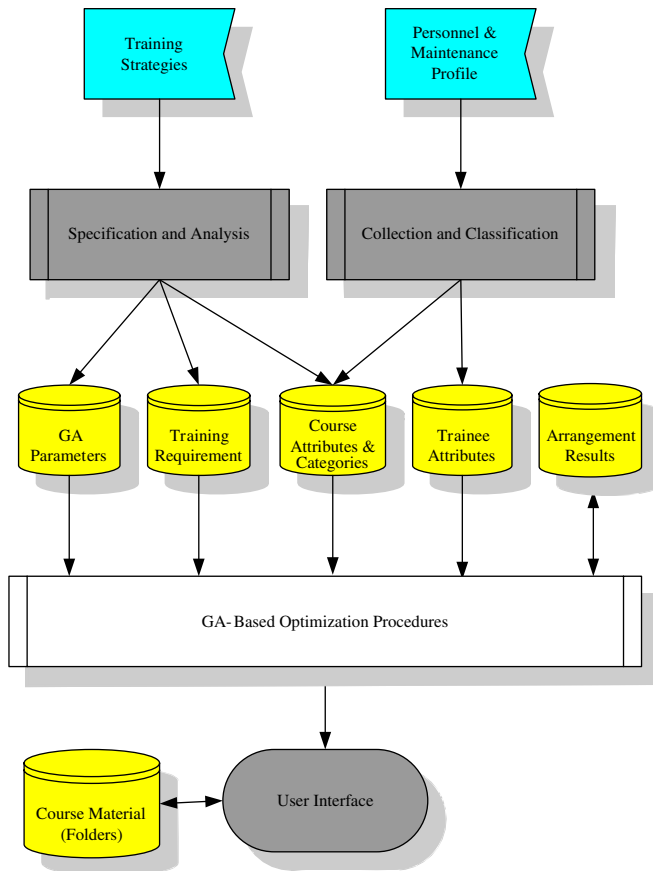 Training
Strategies
Personnel &
Maintenance
Profile
Specification and Analysis
Collection and Classification
GA
Parameters
Training
Requirement
Course
Attributes &
Categories
Trainee
Attributes
Arrangement
Results
GA-Based Optimization Procedures
Course Material
(Folders)
User Interface